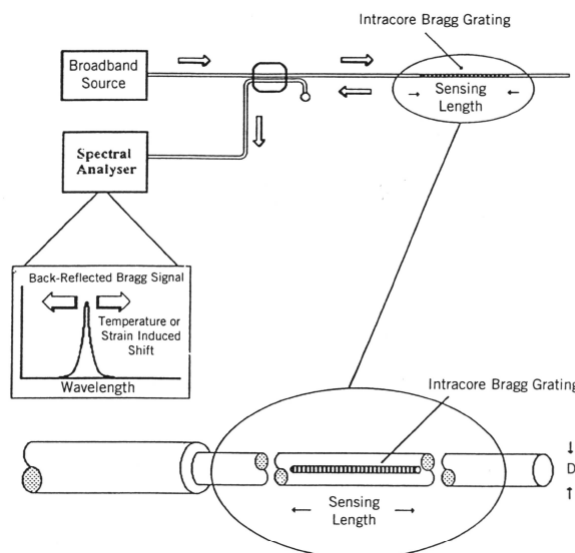 Intracore Bragg Grating
Broadband
Source
Sensing
Length
Spectral
Analyser
Back-Reflected Bragg Signal
Temperature or
Strain Induced
Shift
Wavelength
Intracore Bragg Grating
D
Sensing
Length